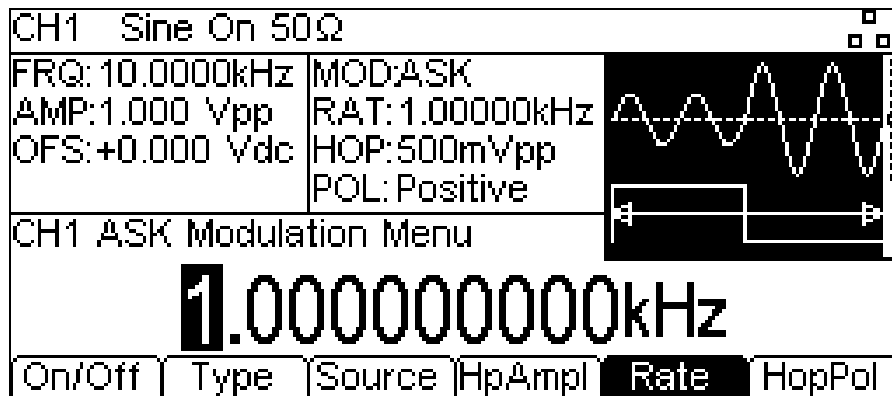 CH1 Sine On 50Ω
FRQ:10.0000kHz
AMP:1.000 Vpp
OFS:+0.000 Vdc
MOD:ASK
RAT:1.00000kHz
HOP:500mVpp
POL:Positive
CH1 ASK Modulation Menu
1.000000000kHz
On/Off Type Source HpAmpl Rate HopPol